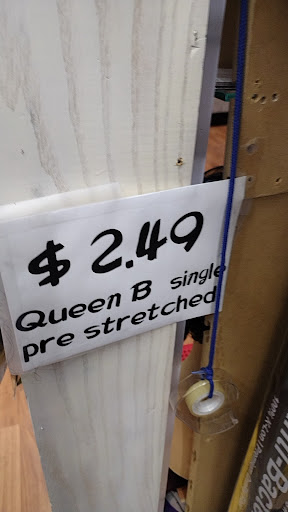 $ 2.49
Queen B single
pre stretched